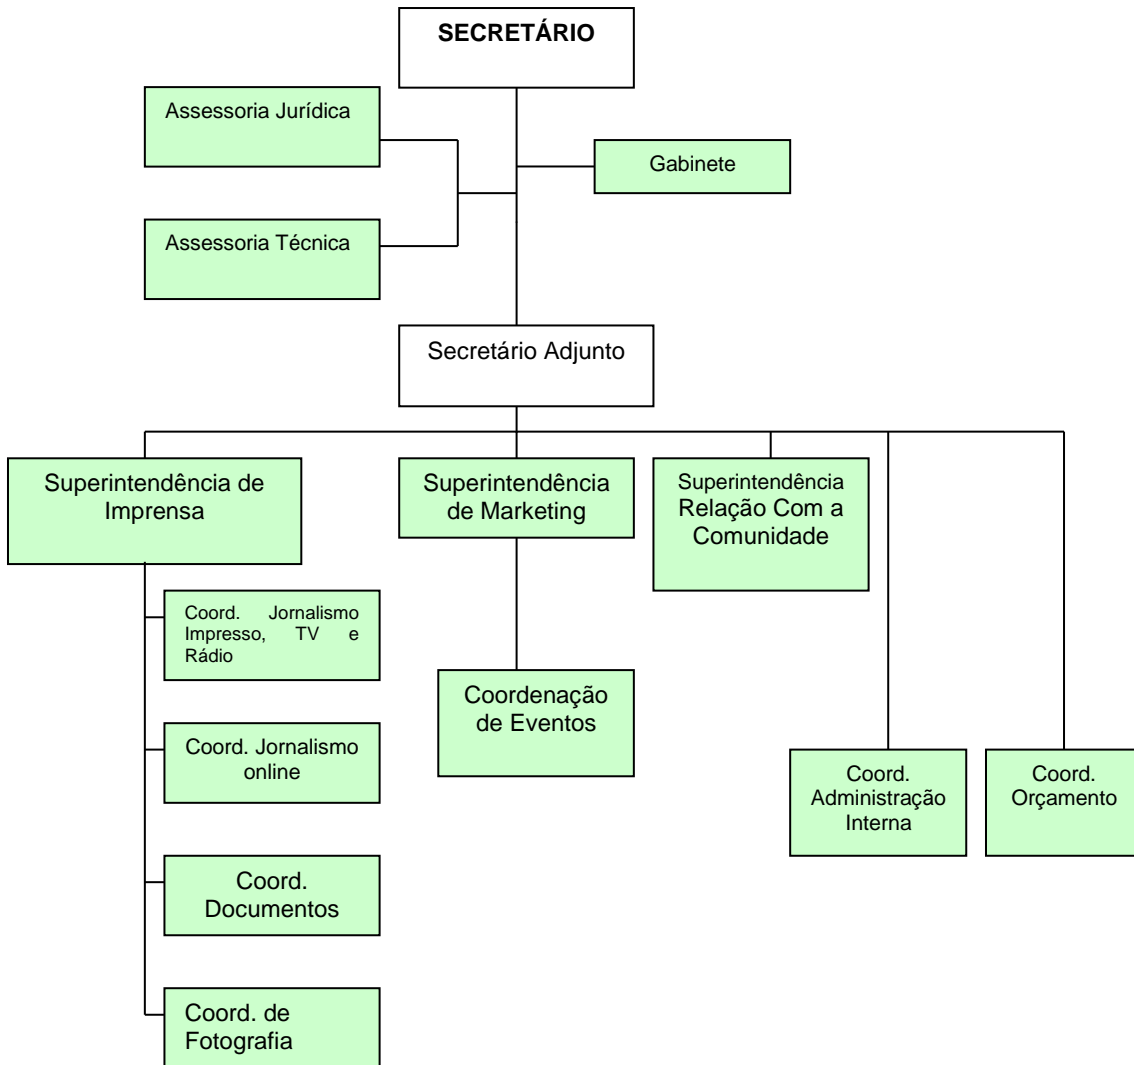 SECRETÁRIO
Assessoria Jurídica
Gabinete
Assessoria Técnica
Secretário Adjunto
Superintendência de
Imprensa
Superintendência
de Marketing
Superintendência
Relação Com a
Comunidade
Coord. Jornalismo
Impresso, TV e
Rádio
Coordenação
de Eventos
Coord. Jornalismo
online
Coord.
Administração
Interna
Coord.
Orçamento
Coord.
Documentos
Coord. de
Fotografia